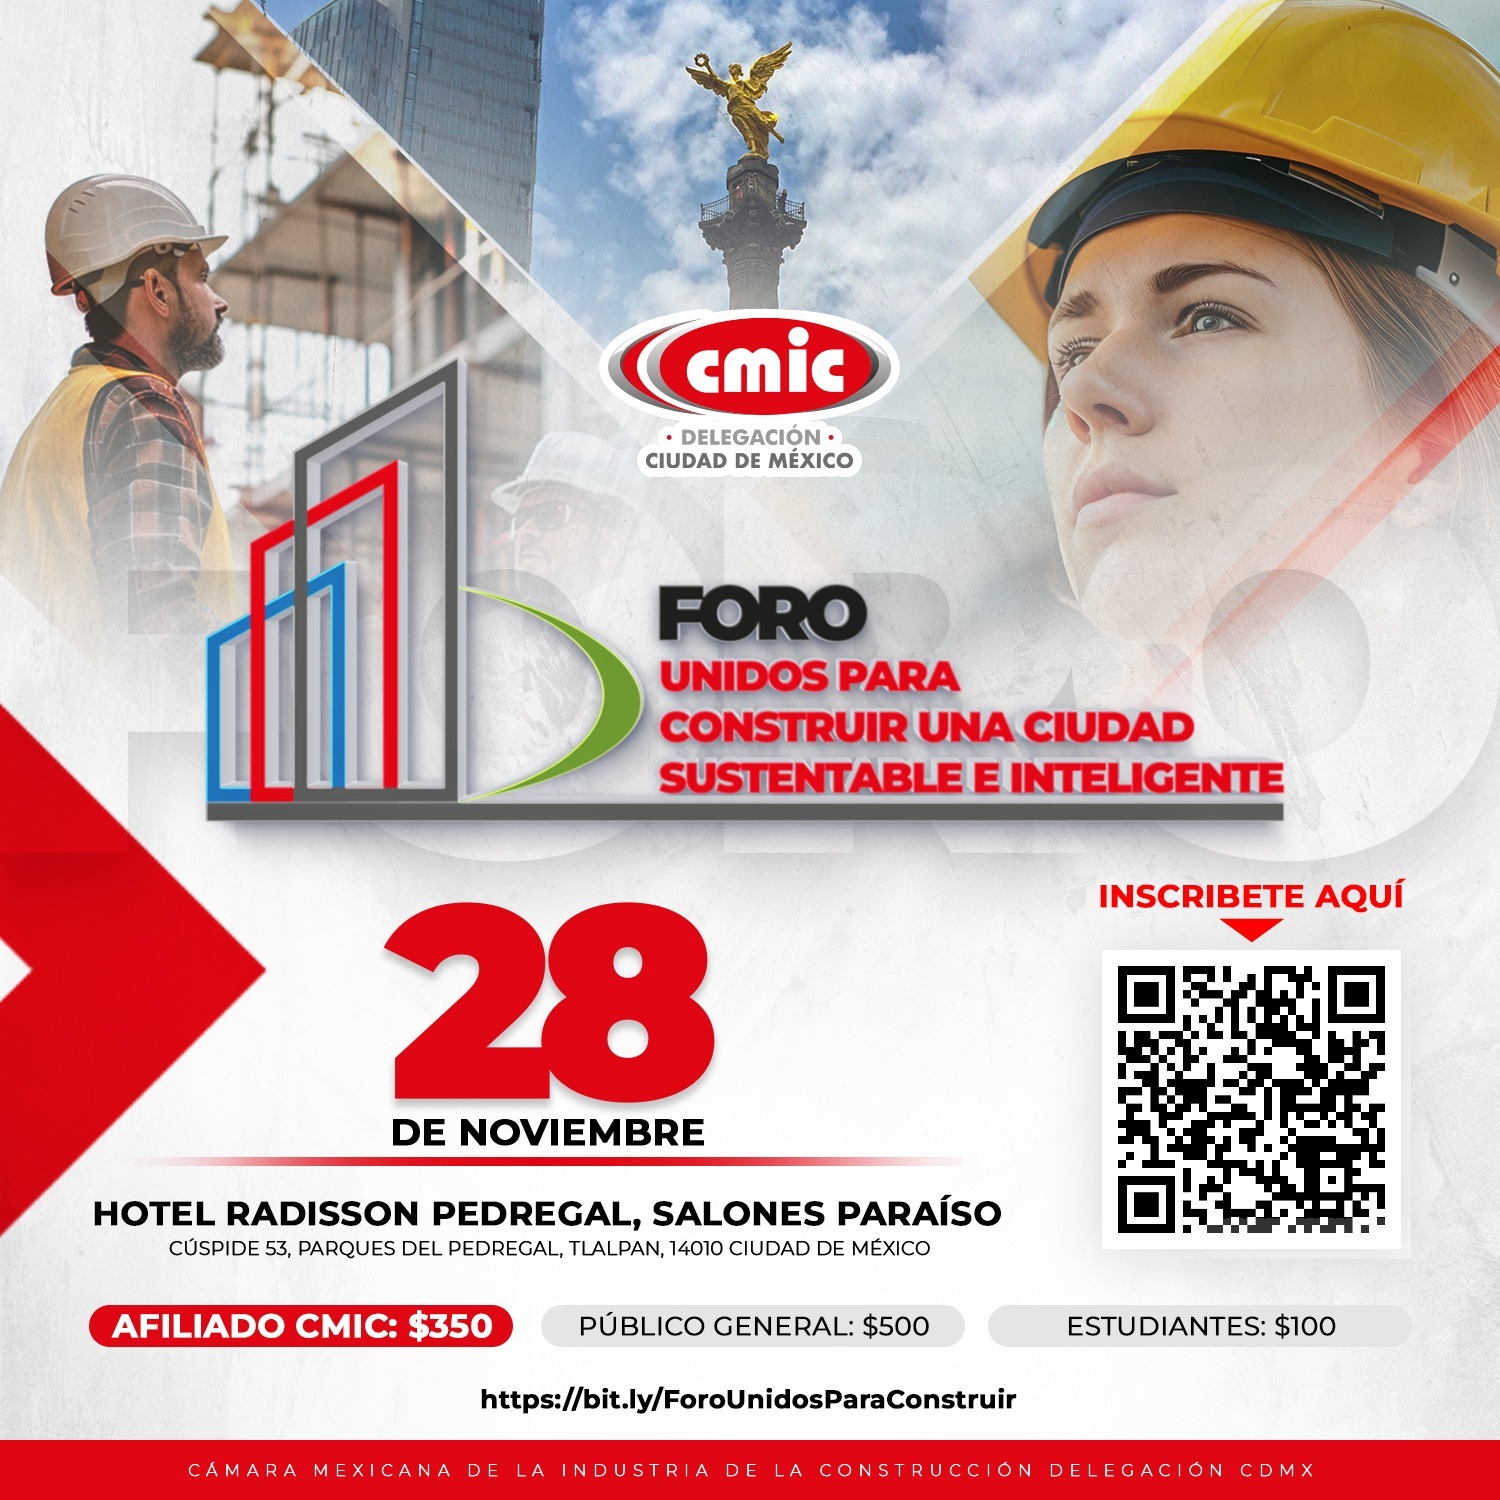 cmic
• DELEGACIÓN •
CIUDAD DE MÉXICO
FORO
FORO
UNIDOS PARA
CONSTRUIR UNA CIUDAD
SUSTENTABLE E INTELIGENTE
28
DE NOVIEMBRE
INSCRIBETE AQUÍ
HOTEL RADISSON PEDREGAL, SALONES PARAÍSO
CÚSPIDE 53, PARQUES DEL PEDREGAL, TLALPAN, 14010 CIUDAD DE MÉXICO
AFILIADO CMIC: $350
PÚBLICO GENERAL: $500
ESTUDIANTES: $100
https://bit.ly/ForoUnidosParaConstruir
CÁMARA MEXICANA DE LA INDUSTRIA DE LA CONSTRUCCIÓN DELEGACIÓN CDMX